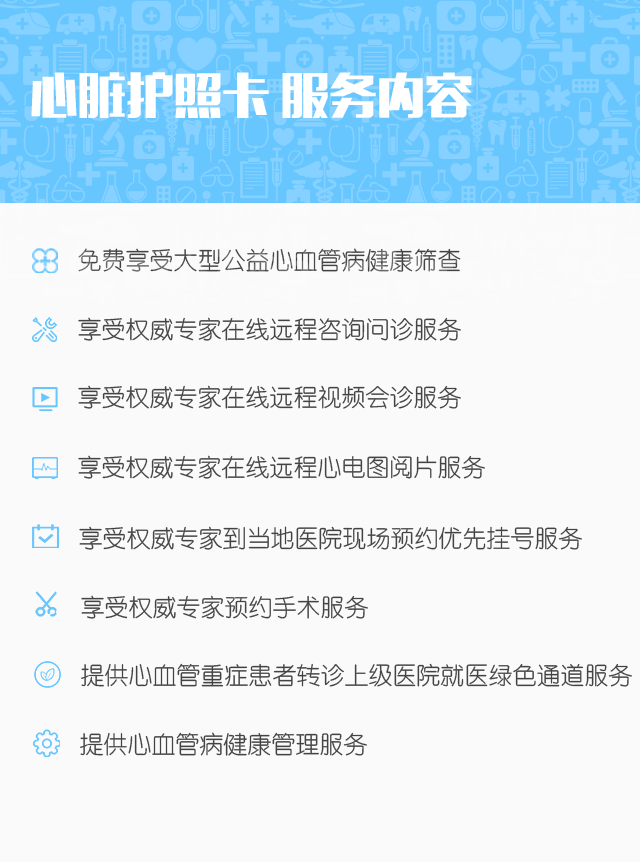 心脏护照卡 服务内容
免费享受大型公益心血管病健康筛查
享受权威专家在线远程咨询问诊服务
享受权威专家在线远程视频会诊服务
享受权威专家在线远程心电图阅片服务
享受权威专家到当地医院现场预约优先挂号服务
享受权威专家预约手术服务
提供心血管重症患者转诊上级医院就医绿色通道服务
提供心血管病健康管理服务